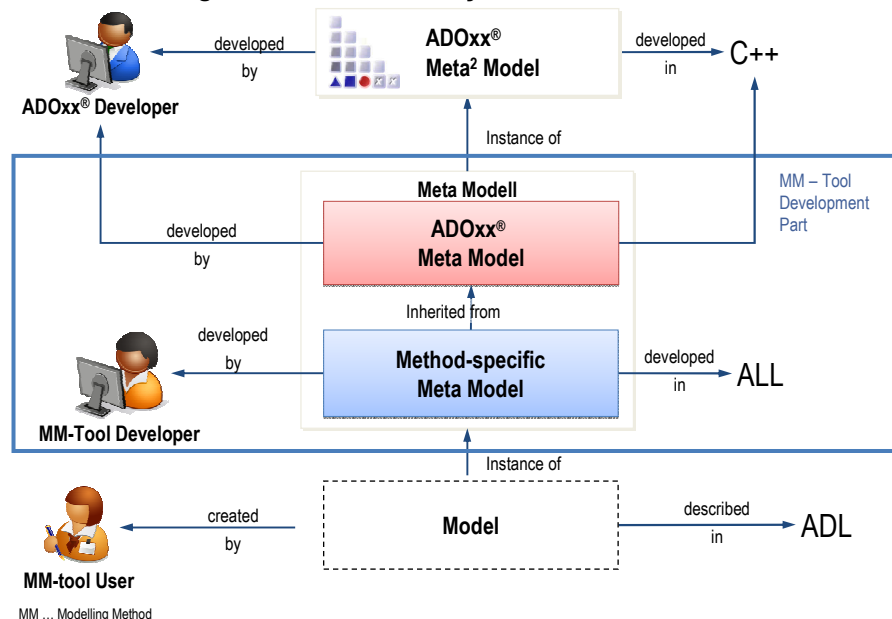 developed
by
ADOxx®
Meta² Model
developed
in
C++
ADOxx® Developer
Instance of
Meta Modell
MM – Tool
Development
Part
developed
by
ADOxx®
Meta Model
Inherited from
developed
by
Method-specific
Meta Model
developed
in
ALL
MM-Tool Developer
Instance of
created
by
Model
described
in
ADL
MM-tool User
MM ... Modelling Method